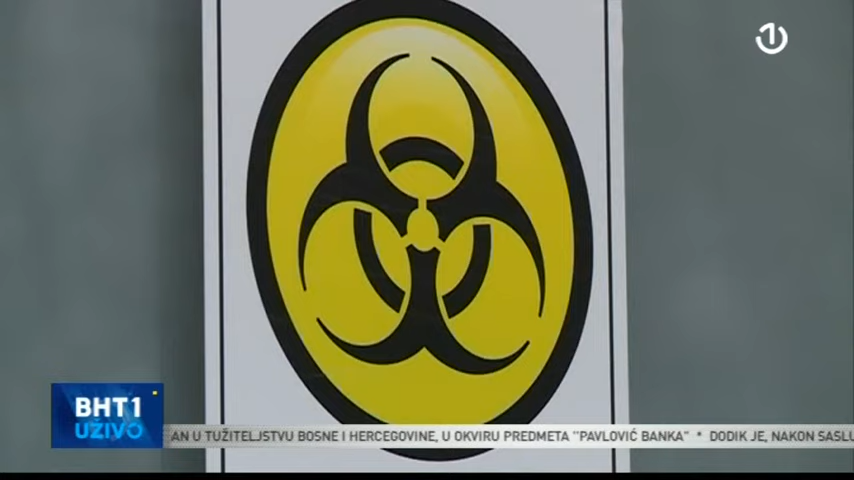 BHT1
UŽIVO
AN U TUŽITELJSTVU BOSNE I HERCEGOVINE, U OKVIRU PREDMETA "PAVLOVIĆ BANKA" * DODIK JE, NAKON SASLU